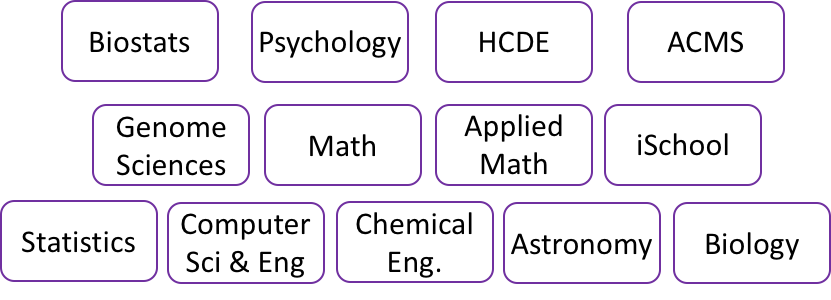 Biostats
Psychology
HCDE
ACMS
Genome
Sciences
Math
Applied
Math
iSchool
Statistics
Computer
Sci & Eng
Chemical
Eng.
Astronomy
Biology